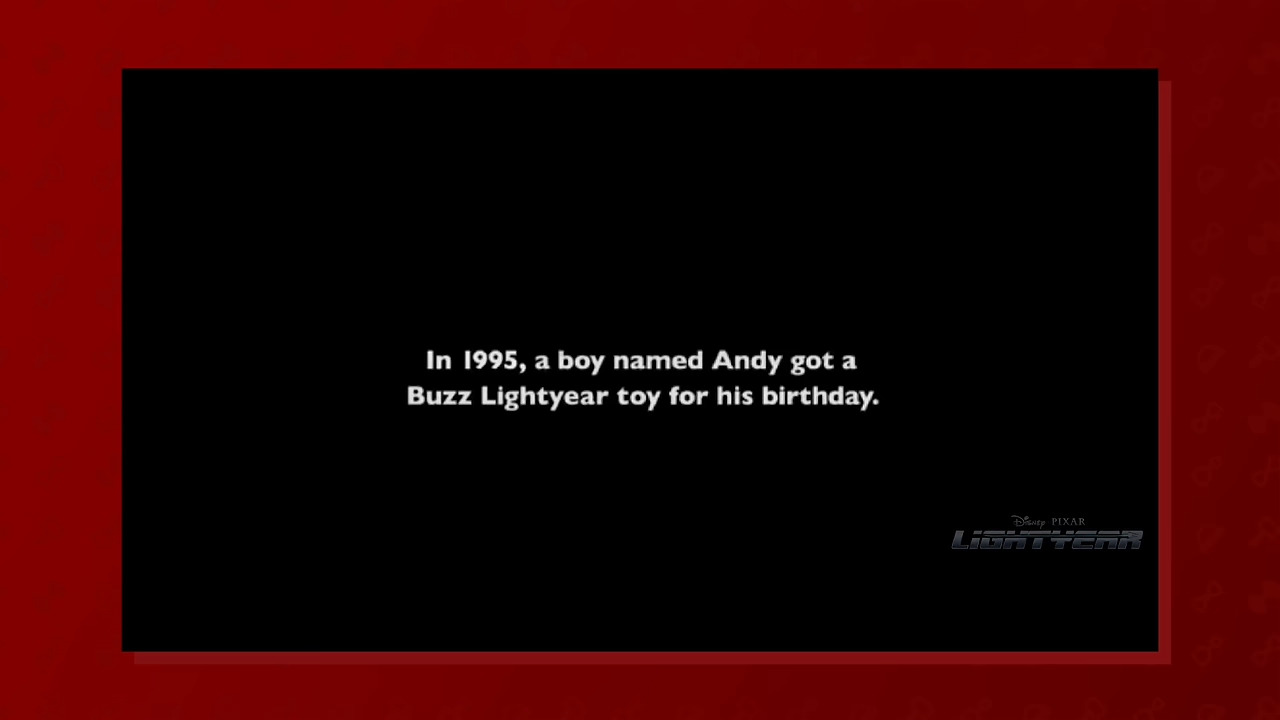 In 1995, a boy named Andy got a
Buzz Lightyear toy for his birthday.
Disney PIXAR
LIGHTYEAR